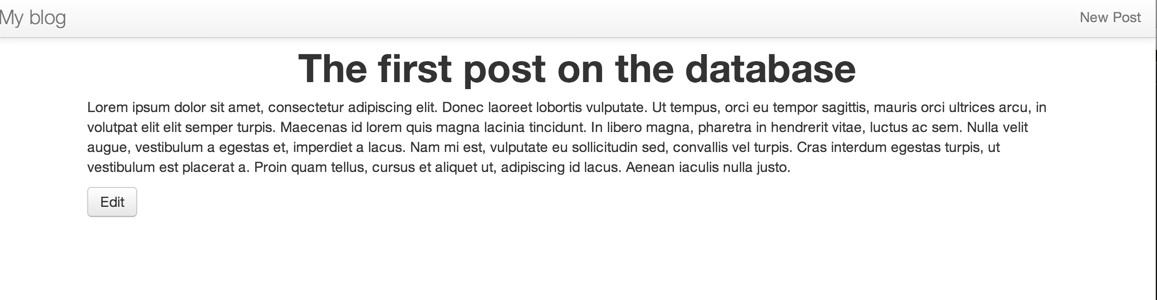 My blog New Post
The first post on the database
Lorem ipsum dolor sit amet, consectetur adipiscing elit. Donec laoreet lobortis vulputate. Ut tempus, orci eu tempor sagittis, mauris orci ultrices arcu, in
volutpat elit elit semper turpis. Maecenas id lorem quis magna lacinia tincidunt. In libero magna, pharetra in hendrerit vitae, luctus ac sem. Nulla velit
augue, vestibulum a egestas et, imperdiet a lacus. Nam mi est, vulputate eu sollicitudin sed, convallis vel turpis. Cras interdum egestas turpis, ut
vestibulum est placerat a. Proin quam tellus, cursus et aliquet ut, adipiscing id lacus. Aenean iaculis nulla justo.
Edit